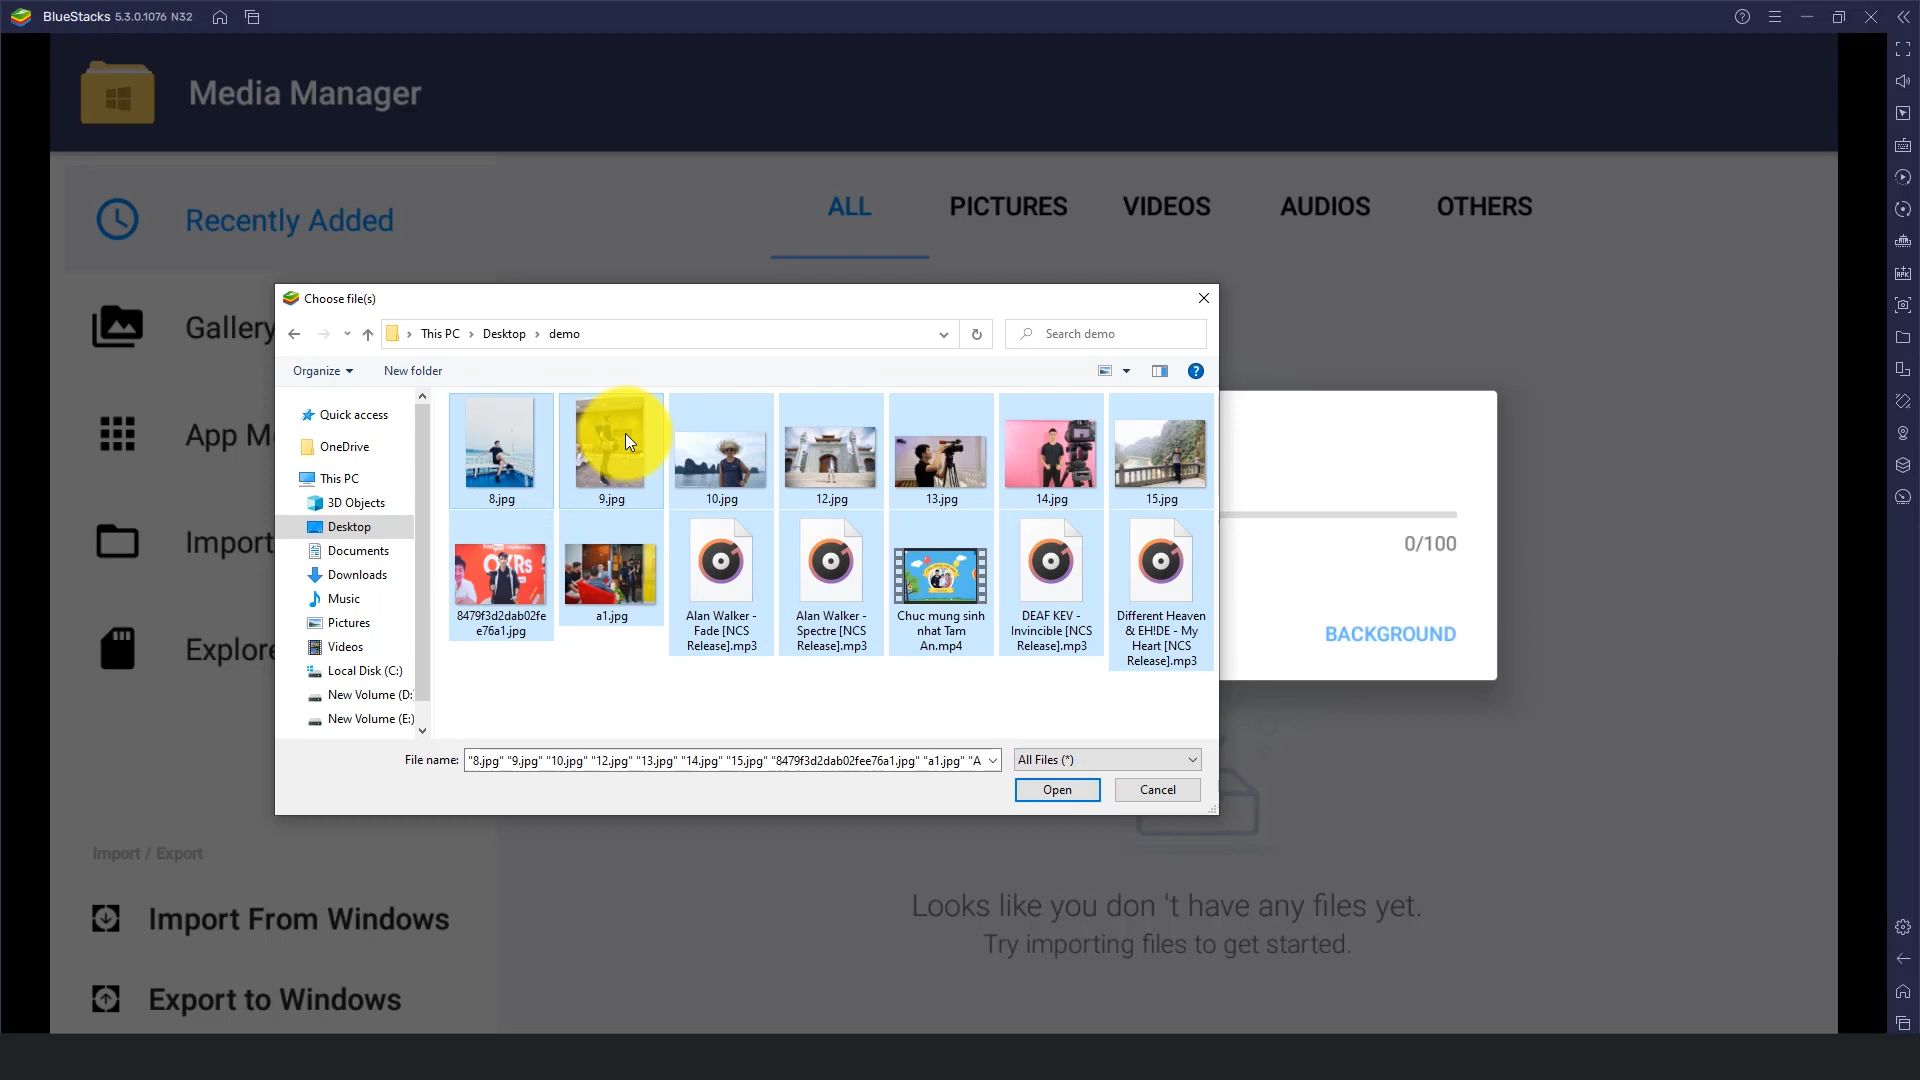 BlueStacks 5.3.0.1076 N32
Media Manager
Recently Added
ALL
PICTURES
VIDEOS
AUDIOS
OTHERS
Gallery
App M
Import
Explore
Choose file(s)
This PC > Desktop > demo
Search demo
Organize
New folder
Quick access
OneDrive
This PC
3D Objects
Desktop
Documents
Downloads
Music
Pictures
Videos
Local Disk (C:)
New Volume (D:
New Volume (E:)
8.jpg
9.jpg
10.jpg
12.jpg
13.jpg
14.jpg
15.jpg
OKRs
8479f3d2dab02fe
e76a1.jpg
a1.jpg
Alan Walker -
Fade [NCS
Release].mp3
Alan Walker -
Spectre [NCS
Release].mp3
Chuc mung sinh
nhat Tam
An.mp4
DEAF KEV -
Invincible [NCS
Release].mp3
Different Heaven
& EH!DE - My
Heart [NCS
Release].mp3
File name: "8.jpg" "9.jpg" "10.jpg" "12.jpg" "13.jpg" "14.jpg" "15.jpg" "8479f3d2dab02fee76a1.jpg" "a1.jpg" "A
All Files (*)
Open
Cancel
0/100
BACKGROUND
Import / Export
Import From Windows
Export to Windows
Looks like you don 't have any files yet.
Try importing files to get started.